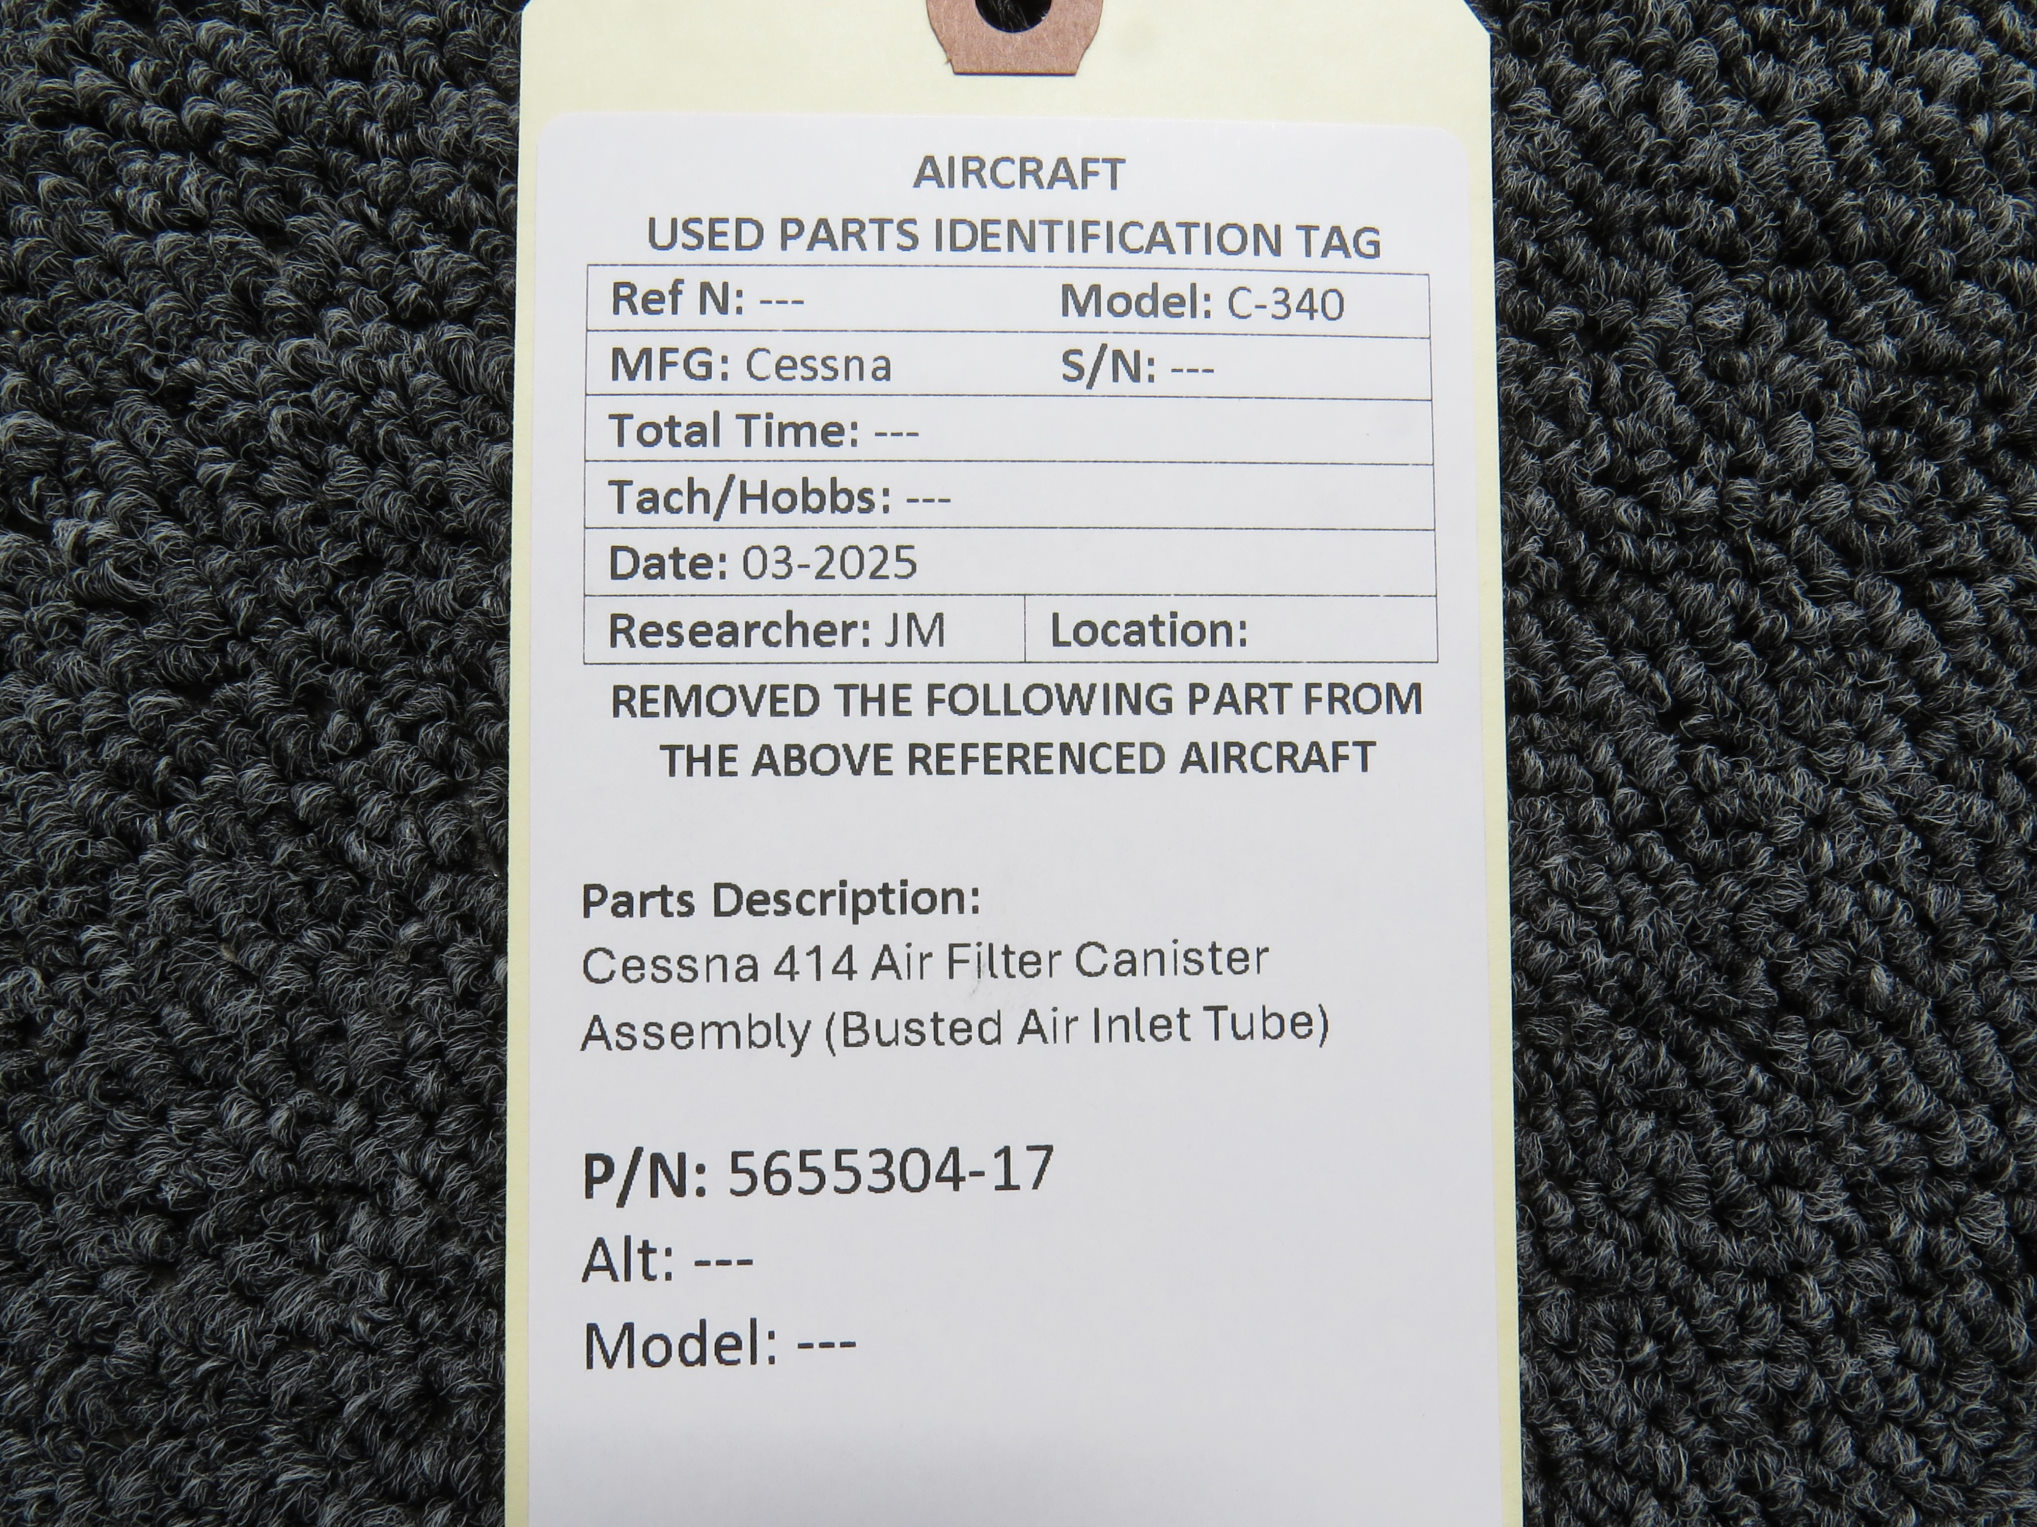 AIRCRAFT
USED PARTS IDENTIFICATION TAG
Ref N: --- Model: C-340
MFG: Cessna S/N: ---
Total Time: ---
Tach/Hobbs: ---
Date: 03-2025
Researcher: JM Location:
REMOVED THE FOLLOWING PART FROM
THE ABOVE REFERENCED AIRCRAFT
Parts Description:
Cessna 414 Air Filter Canister
Assembly (Busted Air Inlet Tube)
P/N: 5655304-17
Alt: ---
Model: ---